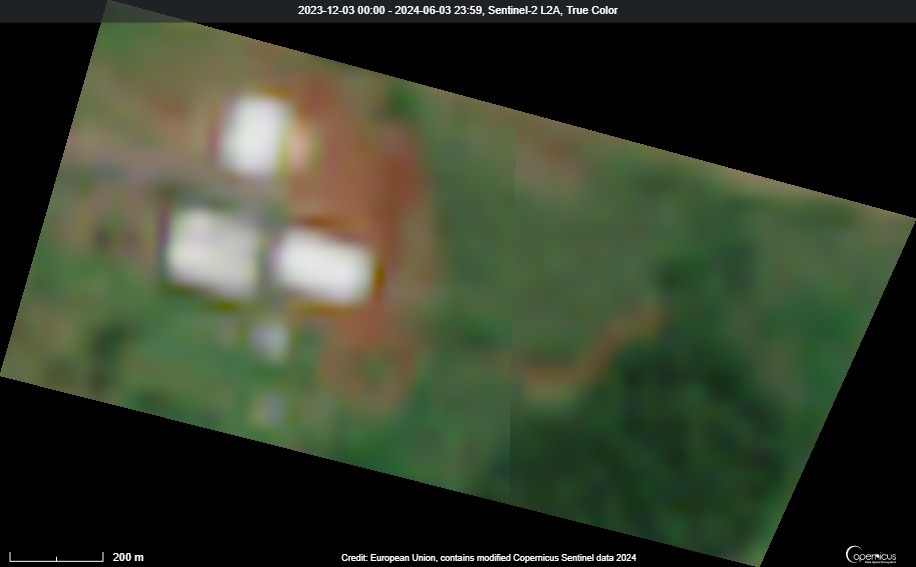 2023-12-03 00:00 - 2024-06-03 23:59, Sentinel-2 L2A, True Color
200 m
Credit: European Union, contains modified Copernicus Sentinel data 2024
opernicus